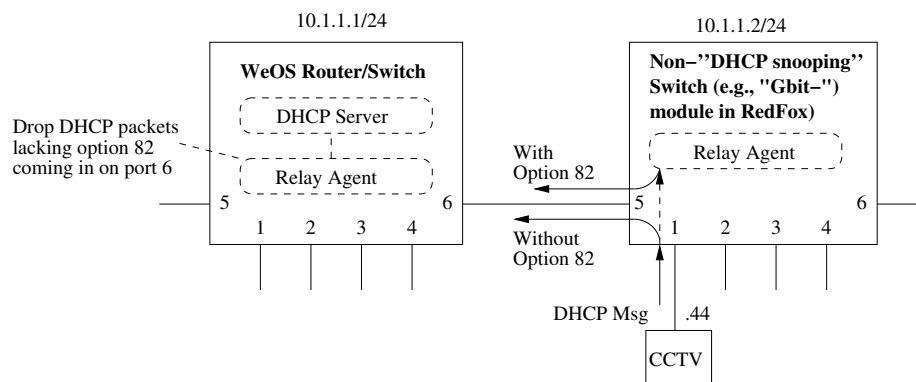 10.1.1.1/24
WeOS Router/Switch
DHCP Server
Relay Agent
5
6
1
2
3
4
Drop DHCP packets
lacking option 82
coming in on port 6
With
Option 82
Without
Option 82
10.1.1.2/24
Non−"DHCP snooping"
Switch (e.g., "Gbit−")
module in RedFox)
Relay Agent
5
6
1
2
3
4
DHCP Msg
.44
CCTV